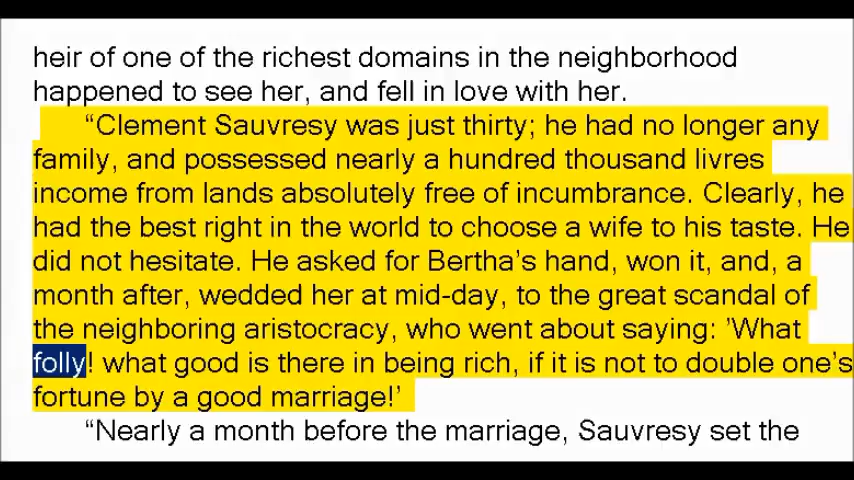 heir of one of the richest domains in the neighborhood
happened to see her, and fell in love with her.
“Clement Sauvresy was just thirty; he had no longer any
family, and possessed nearly a hundred thousand livres
income from lands absolutely free of incumbrance. Clearly, he
had the best right in the world to choose a wife to his taste. He
did not hesitate. He asked for Bertha’s hand, won it, and, a
month after, wedded her at mid-day, to the great scandal of
the neighboring aristocracy, who went about saying: ’What
folly! what good is there in being rich, if it is not to double one’s
fortune by a good marriage!’
“Nearly a month before the marriage, Sauvresy set the